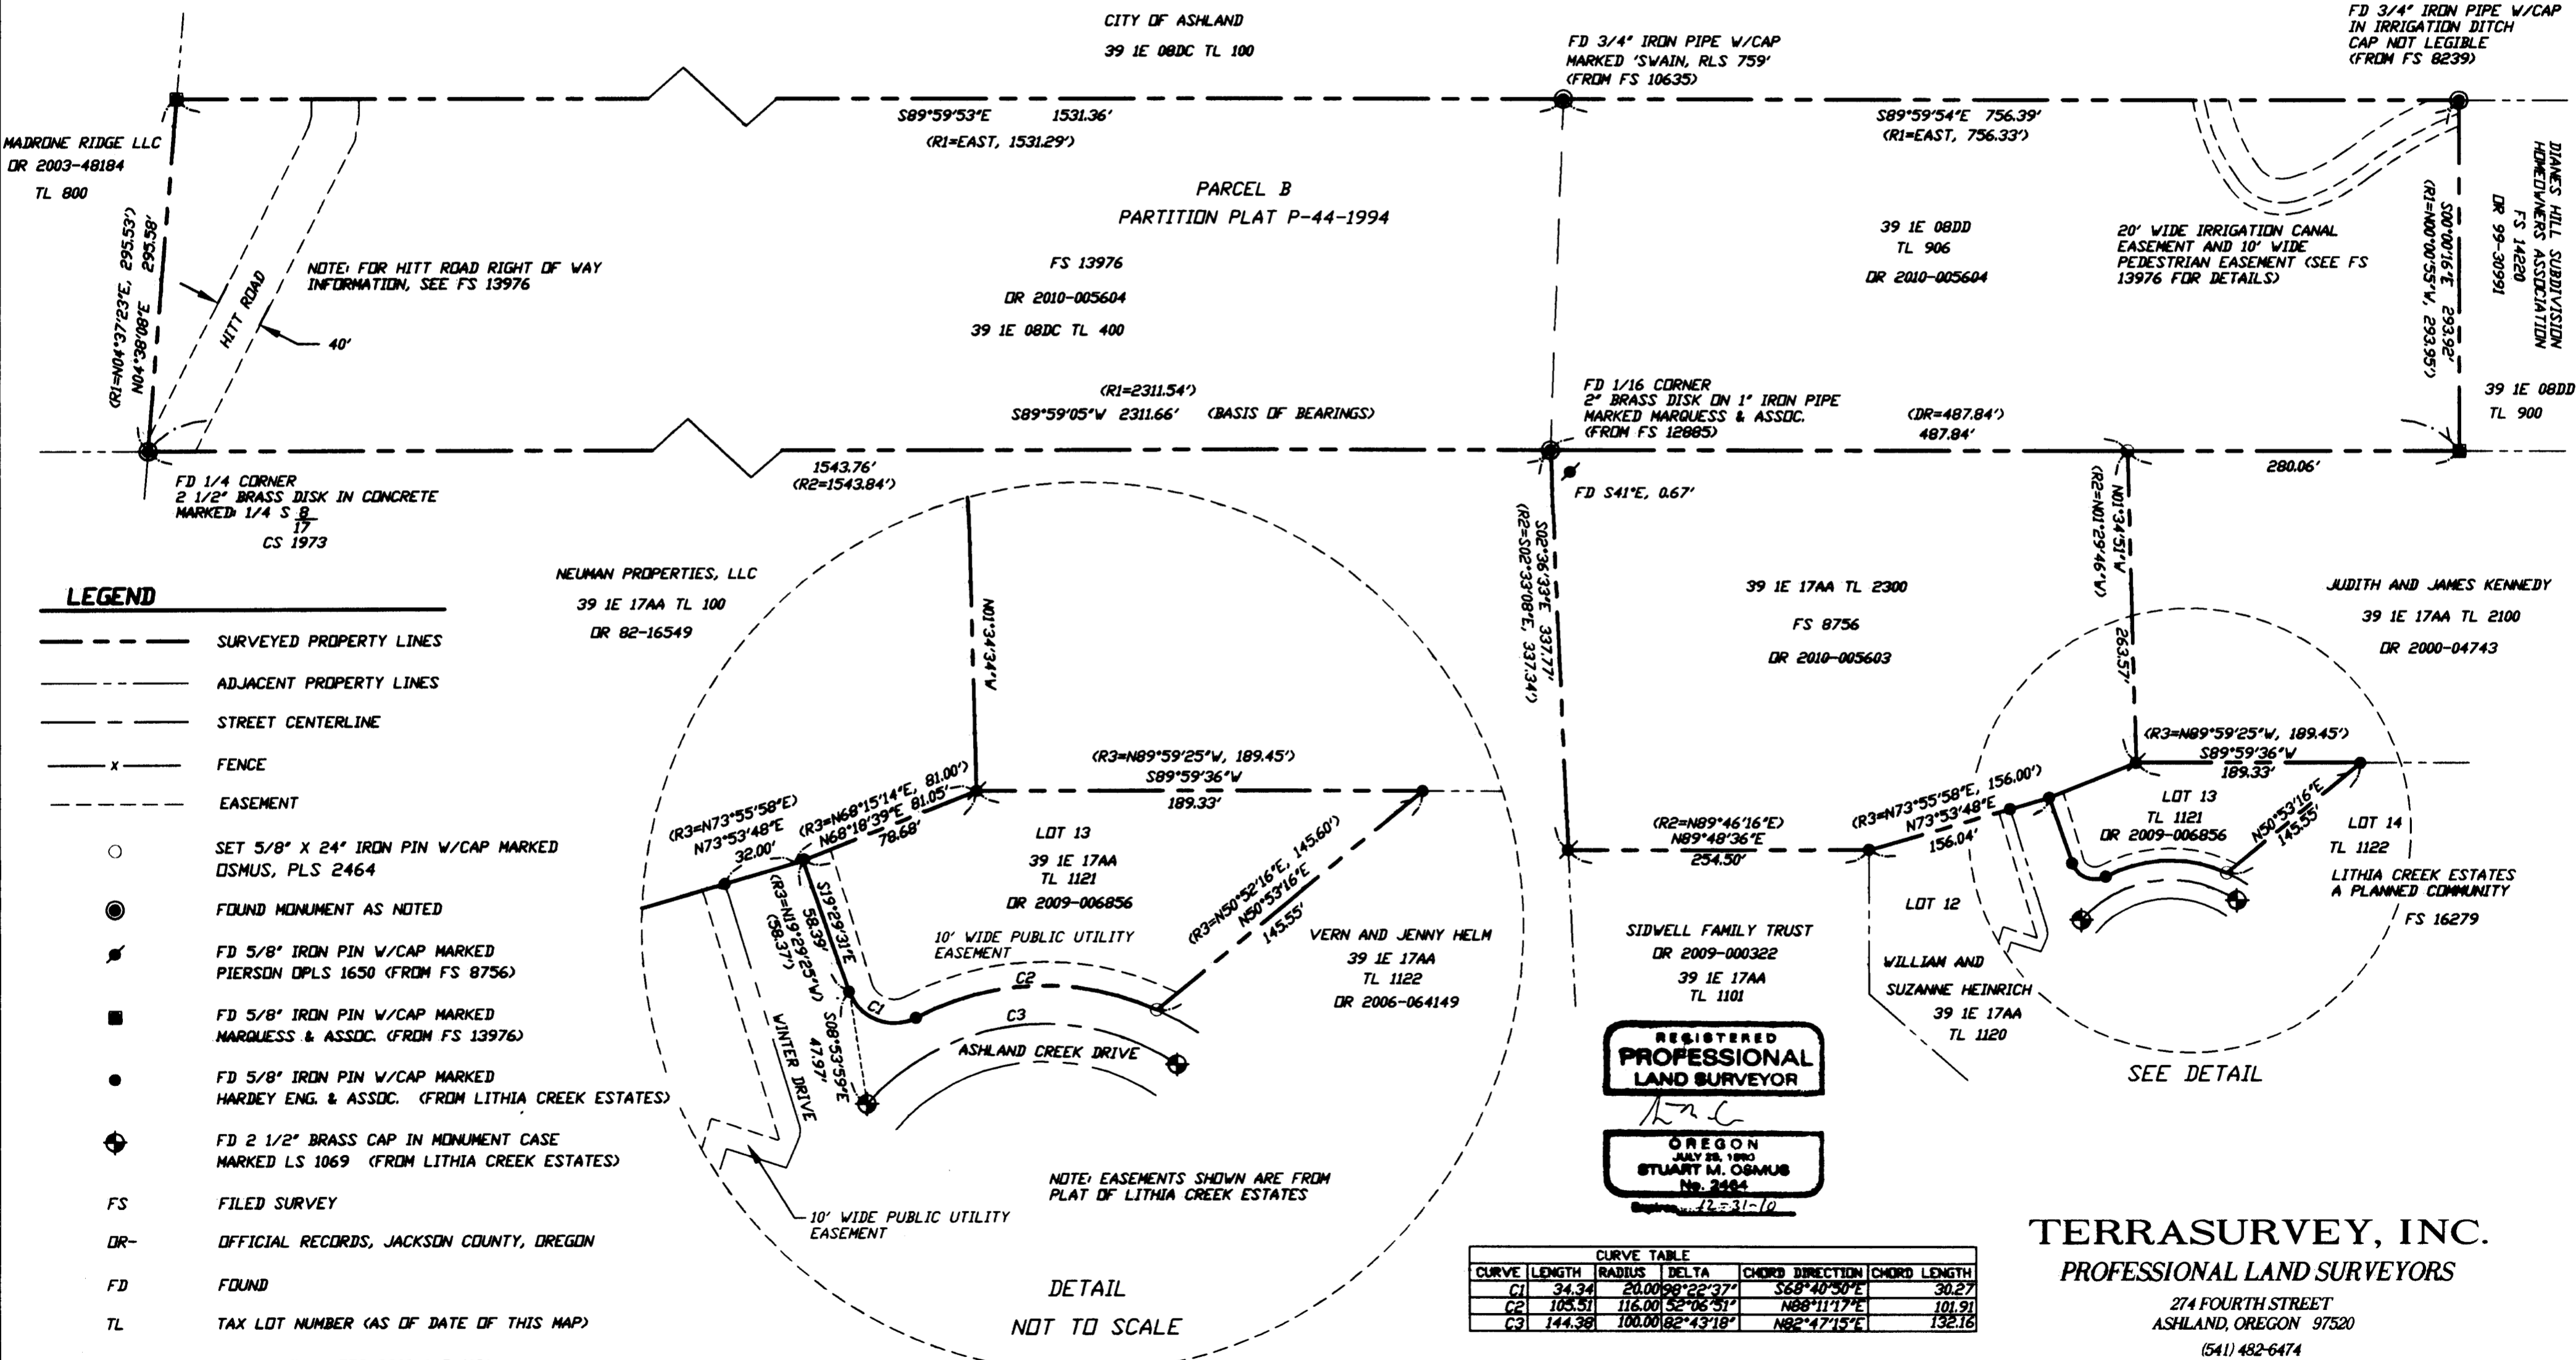 CITY OF ASHLAND
39 1E 08DC TL 100
FD 3/4" IRON PIPE W/CAP
MARKED 'SWAIN, RLS 759'
(FROM FS 10635)
FD 3/4" IRON PIPE W/CAP
IN IRRIGATION DITCH
CAP NOT LEGIBLE
(FROM FS 8239)
S89°59'53"E 1531.36'
(R1=EAST, 1531.29')
S89°59'54"E 756.39'
(R1=EAST, 756.33')
MADRONE RIDGE LLC
OR 2003-48184
TL 800
(R1=N04°37'23"E, 295.53')
N04°38'08"E 295.58'
HITT ROAD
40'
NOTE: FOR HITT ROAD RIGHT OF WAY
INFORMATION, SEE FS 13976
PARCEL B
PARTITION PLAT P-44-1994
FS 13976
OR 2010-005604
39 1E 08DC TL 400
39 1E 08DD
TL 906
OR 2010-005604
20' WIDE IRRIGATION CANAL
EASEMENT AND 10' WIDE
PEDESTRIAN EASEMENT (SEE FS
13976 FOR DETAILS)
S00°00'16"E 293.92'
(R1=N00°00'55"W, 293.95')
DIANES HILL SUBDIVISION
HOMEOWNERS ASSOCIATION
FS 14220
OR 99-30991
39 1E 08DD
TL 900
(R1=2311.54')
S89°59'05"W 2311.66' (BASIS OF BEARINGS)
FD 1/16 CORNER
2" BRASS DISK ON 1" IRON PIPE
MARKED MARQUESS & ASSOC.
(FROM FS 12885)
(DR=487.84')
487.84'
280.06'
1543.76'
(R2=1543.84')
FD S41°E, 0.67'
FD 1/4 CORNER
2 1/2" BRASS DISK IN CONCRETE
MARKED: 1/4 S 8
17
CS 1973
NEUMAN PROPERTIES, LLC
39 1E 17AA TL 100
OR 82-16549
S02°36'33"E 337.77'
(R2=S02°33'08"E, 337.34')
39 1E 17AA TL 2300
FS 8756
OR 2010-005603
N01°34'51"W 263.57'
(R2=N01°29'46"W)
JUDITH AND JAMES KENNEDY
39 1E 17AA TL 2100
OR 2000-04743
LEGEND
SURVEYED PROPERTY LINES
ADJACENT PROPERTY LINES
STREET CENTERLINE
x FENCE
EASEMENT
SET 5/8" X 24" IRON PIN W/CAP MARKED
OSMUS, PLS 2464
FOUND MONUMENT AS NOTED
FD 5/8" IRON PIN W/CAP MARKED
PIERSON OPLS 1650 (FROM FS 8756)
FD 5/8" IRON PIN W/CAP MARKED
MARQUESS & ASSOC. (FROM FS 13976)
FD 5/8" IRON PIN W/CAP MARKED
HARDEY ENG. & ASSOC. (FROM LITHIA CREEK ESTATES)
FD 2 1/2" BRASS CAP IN MONUMENT CASE
MARKED LS 1069 (FROM LITHIA CREEK ESTATES)
FS FILED SURVEY
OR- OFFICIAL RECORDS, JACKSON COUNTY, OREGON
FD FOUND
TL TAX LOT NUMBER (AS OF DATE OF THIS MAP)
N01°34'34"W
(R3=N89°59'25"W, 189.45')
S89°59'36"W
189.33'
(R3=N73°55'58"E)
N73°53'48"E
32.00'
(R3=N68°15'14"E, 81.00')
N68°18'39"E 81.05'
78.68'
LOT 13
39 1E 17AA
TL 1121
OR 2009-006856
(R3=N50°52'16"E, 145.60')
N50°53'16"E
145.55'
S19°29'31"E
58.39'
(R3=N19°29'25"W)
(58.37')
10' WIDE PUBLIC UTILITY
EASEMENT
VERN AND JENNY HELM
39 1E 17AA
TL 1122
OR 2006-064149
C1
C2
C3
ASHLAND CREEK DRIVE
S08°53'59"E
47.97'
WINTER DRIVE
NOTE: EASEMENTS SHOWN ARE FROM
PLAT OF LITHIA CREEK ESTATES
10' WIDE PUBLIC UTILITY
EASEMENT
DETAIL
NOT TO SCALE
(R2=N89°46'16"E)
N89°48'36"E
254.50'
(R3=N73°55'58"E, 156.00')
N73°53'48"E
156.04'
(R3=N89°59'25"W, 189.45')
S89°59'36"W
189.33'
LOT 13
TL 1121
OR 2009-006856
N50°53'16"E
145.55'
LOT 14
TL 1122
LITHIA CREEK ESTATES
A PLANNED COMMUNITY
FS 16279
LOT 12
SIDWELL FAMILY TRUST
OR 2009-000322
39 1E 17AA
TL 1101
WILLIAM AND
SUZANNE HEINRICH
39 1E 17AA
TL 1120
SEE DETAIL
REGISTERED
PROFESSIONAL
LAND SURVEYOR
OREGON
STUART M. OSMUS
No. 2464
12-31-10
CURVE TABLE
CURVE LENGTH RADIUS DELTA CHORD DIRECTION CHORD LENGTH
C1 34.34 20.00 98°22'37" S68°40'50"E 30.27
C2 105.51 116.00 52°06'51" N88°11'17"E 101.91
C3 144.38 100.00 82°43'18" N82°47'15"E 132.16
TERRASURVEY, INC.
PROFESSIONAL LAND SURVEYORS
274 FOURTH STREET
ASHLAND, OREGON 97520
(541) 482-6474